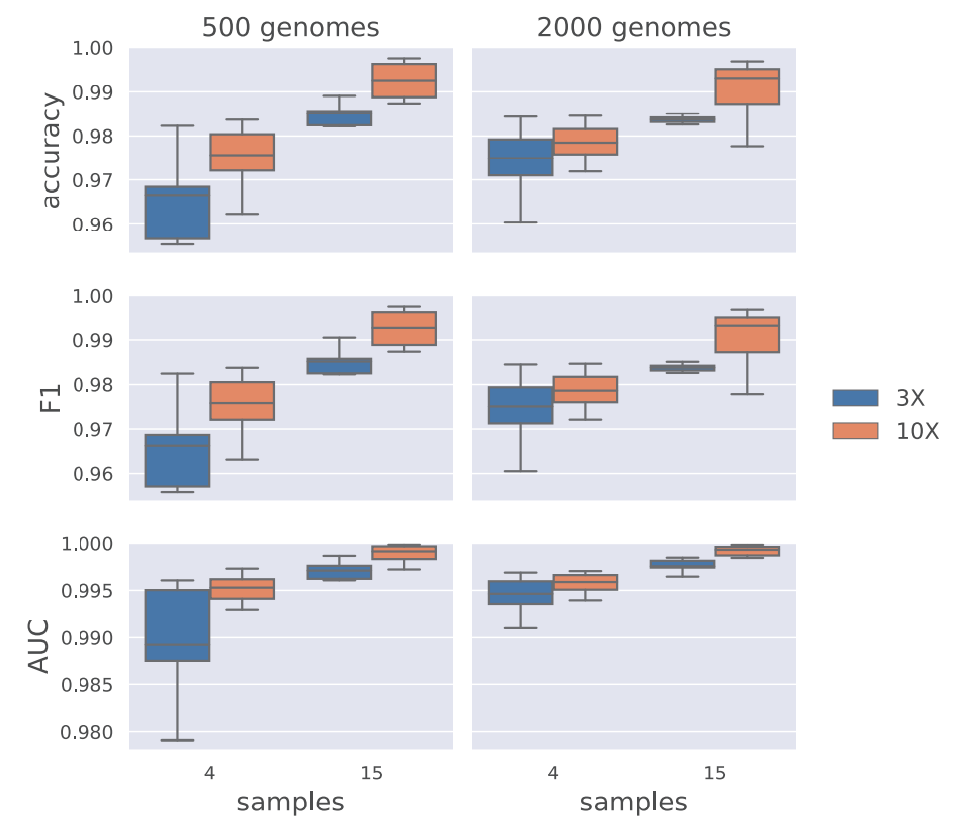 500 genomes
2000 genomes
accuracy
1.00
0.99
0.98
0.97
0.96
F1
1.00
0.99
0.98
0.97
0.96
3X
10X
AUC
1.000
0.995
0.990
0.985
0.980
4
15
4
15
samples
samples